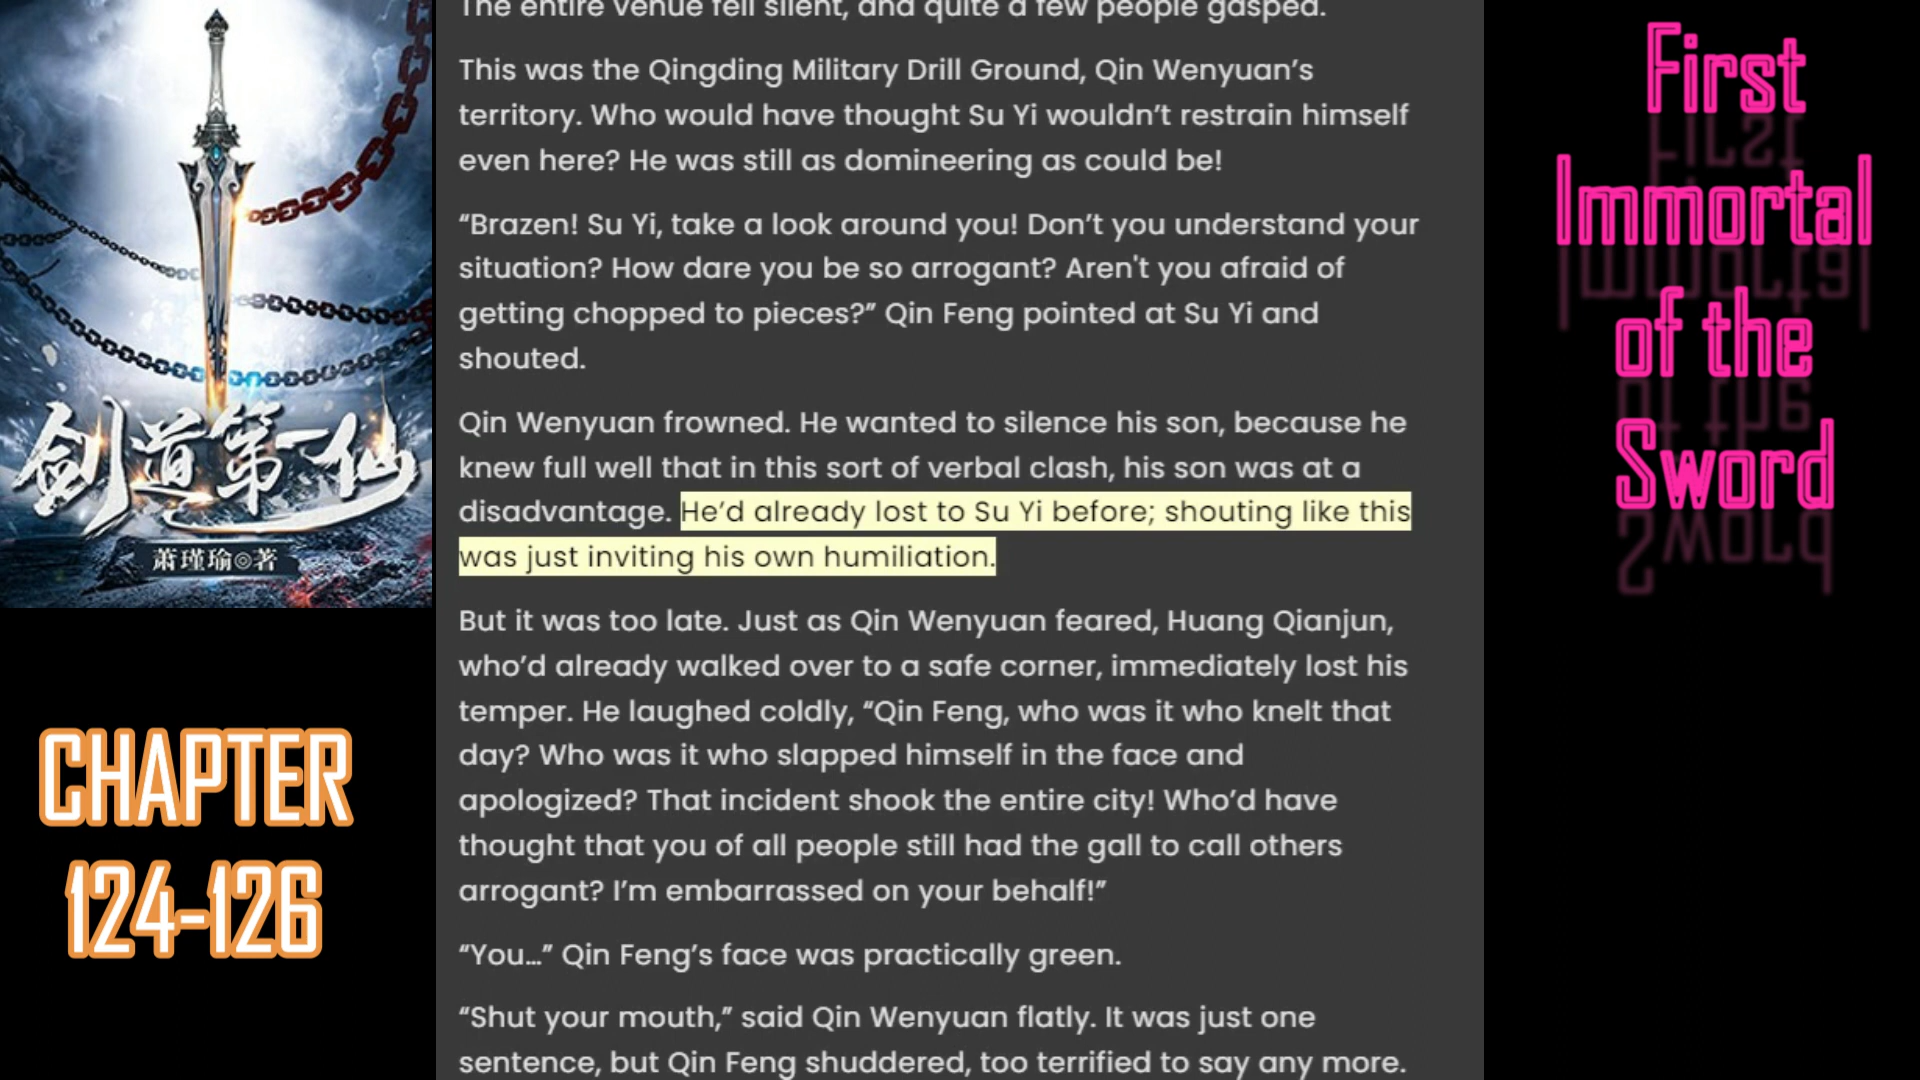 剑道第一仙
萧瑾瑜◎著
CHAPTER
124-126
The entire venue fell silent, and quite a few people gasped.
This was the Qingding Military Drill Ground, Qin Wenyuan’s
territory. Who would have thought Su Yi wouldn’t restrain himself
even here? He was still as domineering as could be!
“Brazen! Su Yi, take a look around you! Don’t you understand your
situation? How dare you be so arrogant? Aren't you afraid of
getting chopped to pieces?” Qin Feng pointed at Su Yi and
shouted.
Qin Wenyuan frowned. He wanted to silence his son, because he
knew full well that in this sort of verbal clash, his son was at a
disadvantage. He’d already lost to Su Yi before; shouting like this
was just inviting his own humiliation.
But it was too late. Just as Qin Wenyuan feared, Huang Qianjun,
who’d already walked over to a safe corner, immediately lost his
temper. He laughed coldly, “Qin Feng, who was it who knelt that
day? Who was it who slapped himself in the face and
apologized? That incident shook the entire city! Who’d have
thought that you of all people still had the gall to call others
arrogant? I’m embarrassed on your behalf!”
“You…” Qin Feng’s face was practically green.
“Shut your mouth,” said Qin Wenyuan flatly. It was just one
sentence, but Qin Feng shuddered, too terrified to say any more.
First
Immortal
of the
Sword